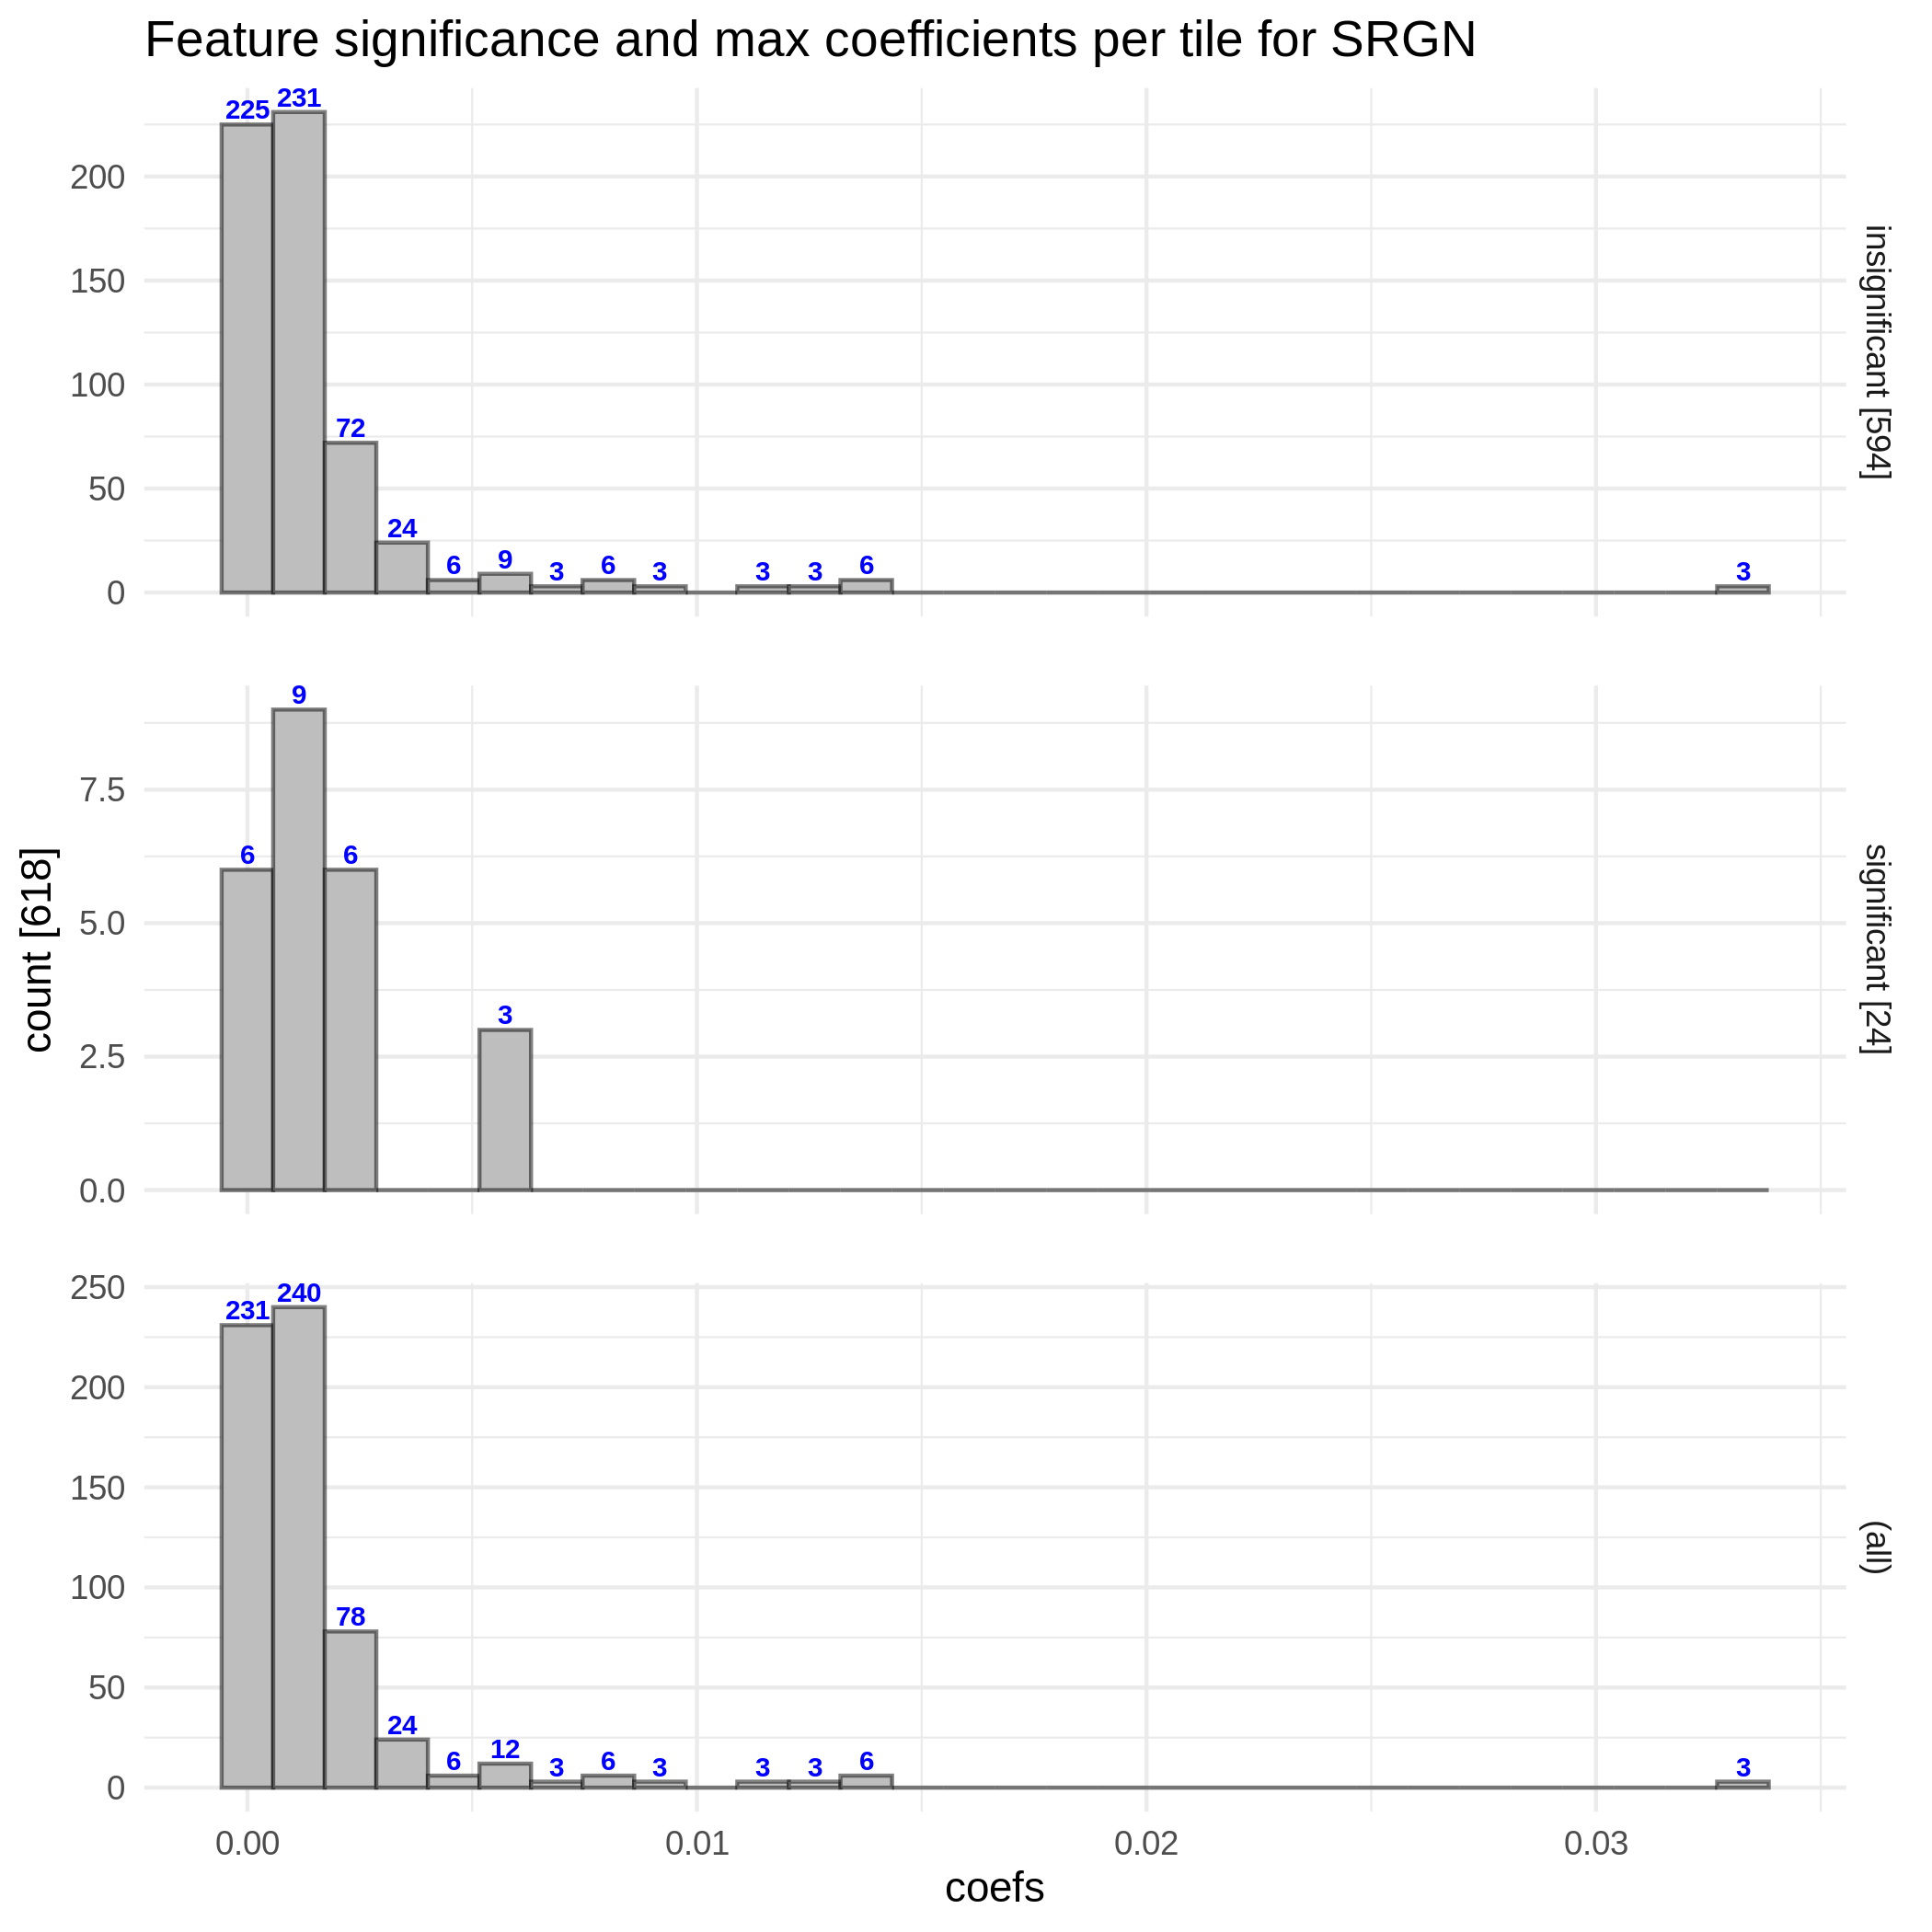 Feature significance and max coefficients per tile for SRGN
225 231 72 24 6 9 3 6 3 3 3 6 3
200
150
100
50
0
insignificant [594]
6 9 6 3
7.5
5.0
2.5
0.0
significant [24]
count [618]
231 240 78 24 6 12 3 6 3 3 3 6 3
250
200
150
100
50
0
(all)
0.00 0.01 0.02 0.03
coefs